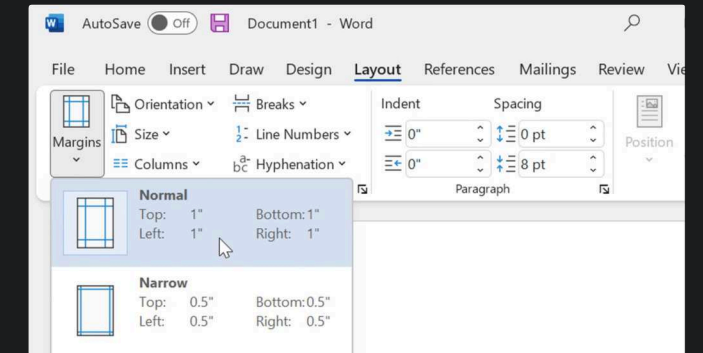 W AutoSave Off Document1 - Word
File Home Insert Draw Design Layout References Mailings Review Vie
Margins
Orientation
Size
Columns
Breaks
Line Numbers
Hyphenation
Indent
0"
0"
Spacing
0 pt
8 pt
Paragraph
Position
Normal
Top: 1" Bottom: 1"
Left: 1" Right: 1"
Narrow
Top: 0.5" Bottom: 0.5"
Left: 0.5" Right: 0.5"